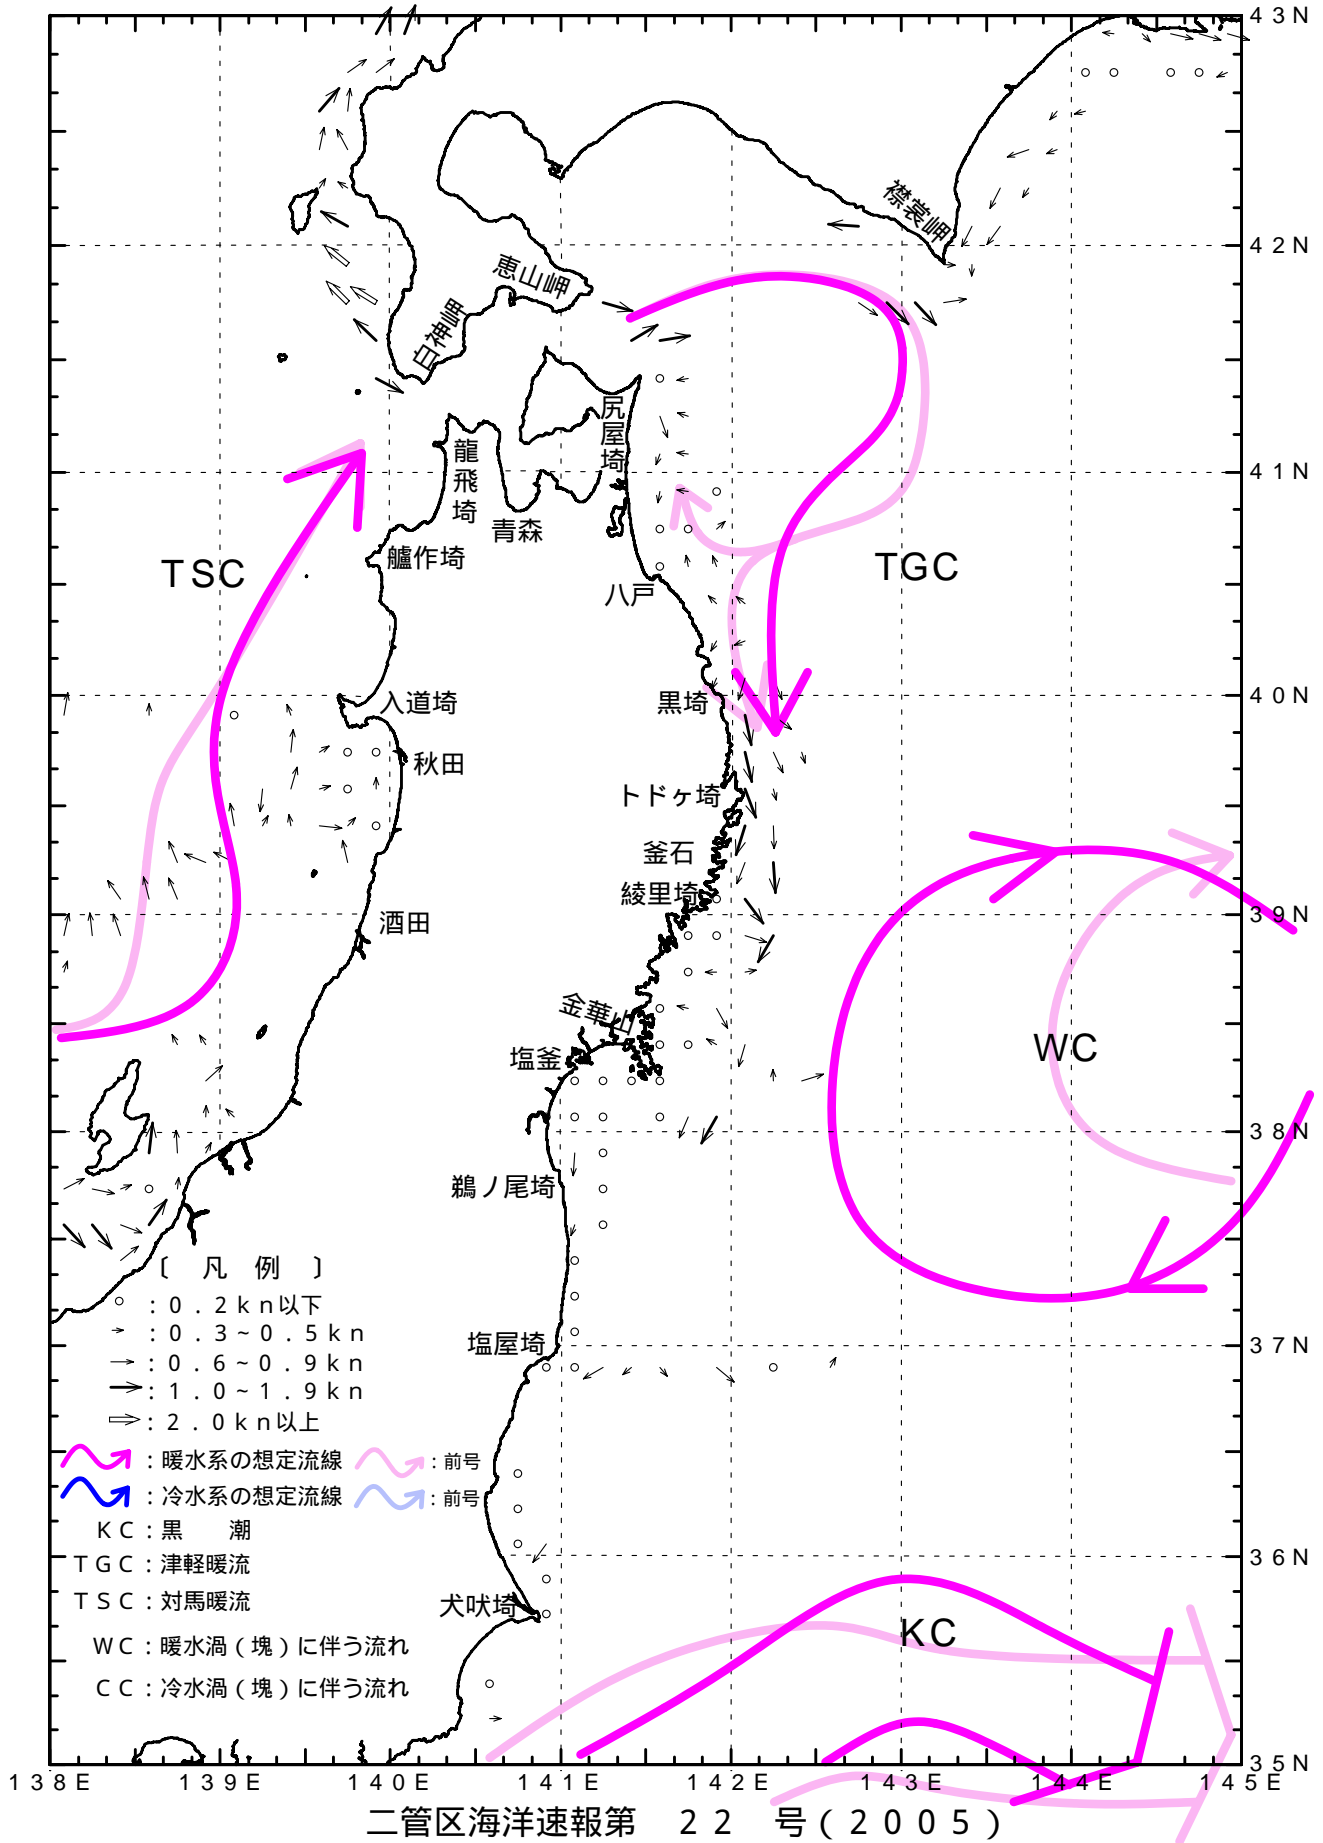 43N
襟裳岬
42N
恵山岬
白神岬
尻屋埼
龍飛埼
41N
青森
艫作埼
TSC
TGC
八戸
入道埼
黒埼
40N
秋田
トドヶ埼
釜石
綾里埼
39N
酒田
金華山
塩釜
WC
38N
鵜ノ尾埼
〔 凡 例 〕
：0．2kn以下
：0．3~0．5kn
：0．6~0．9kn
：1．0~1．9kn
：2．0kn以上
塩屋埼
37N
：暖水系の想定流線 ：前号
：冷水系の想定流線 ：前号
KC：黒 潮
TGC：津軽暖流
TSC：対馬暖流
WC：暖水渦（塊）に伴う流れ
CC：冷水渦（塊）に伴う流れ
36N
犬吠埼
KC
35N
138E 139E 140E 141E 142E 143E 144E 145E
二管区海洋速報第 22 号(2005)